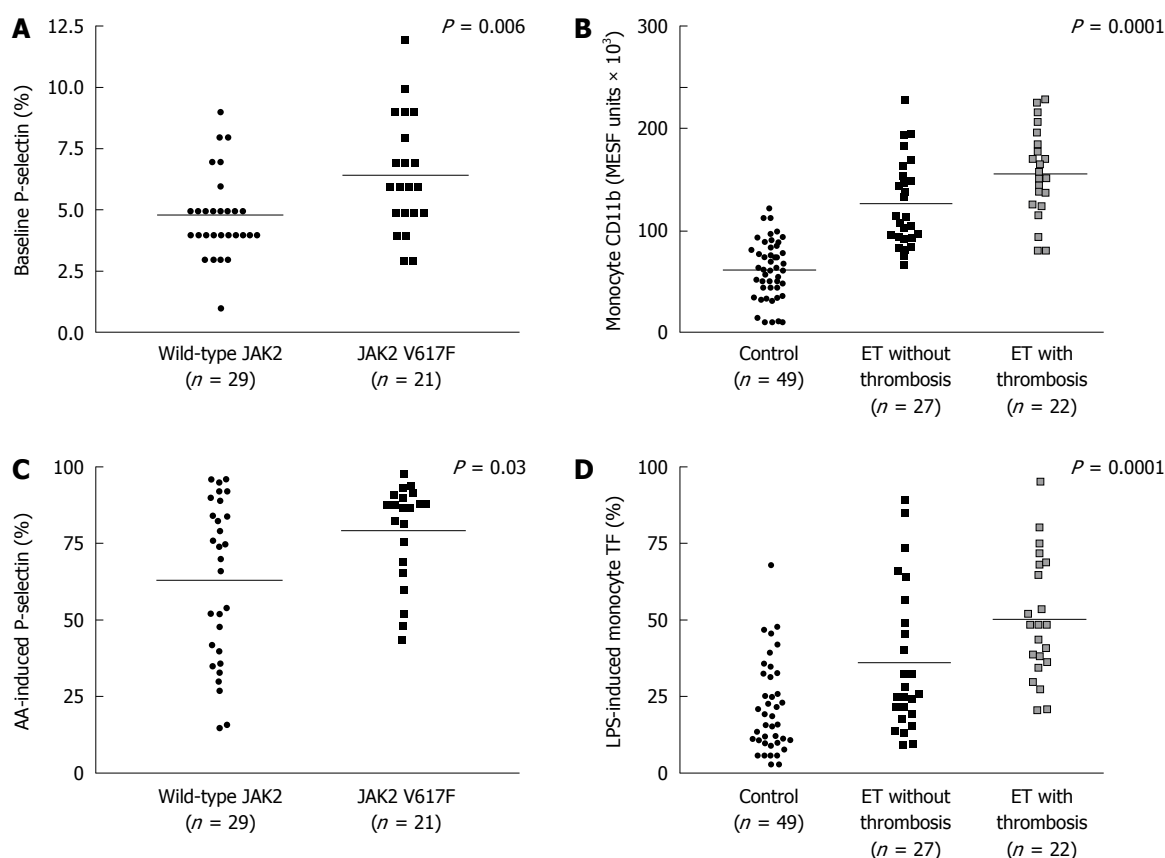 A
P = 0.006
Baseline P-selectin (%)
12.5
10.0
7.5
5.0
2.5
0.0
Wild-type JAK2
(n = 29)
JAK2 V617F
(n = 21)
B
P = 0.0001
Monocyte CD11b (MESF units × 10³)
300
200
100
0
Control
(n = 49)
ET without
thrombosis
(n = 27)
ET with
thrombosis
(n = 22)
C
P = 0.03
AA-induced P-selectin (%)
100
75
50
25
0
Wild-type JAK2
(n = 29)
JAK2 V617F
(n = 21)
D
P = 0.0001
LPS-induced monocyte TF (%)
100
75
50
25
0
Control
(n = 49)
ET without
thrombosis
(n = 27)
ET with
thrombosis
(n = 22)